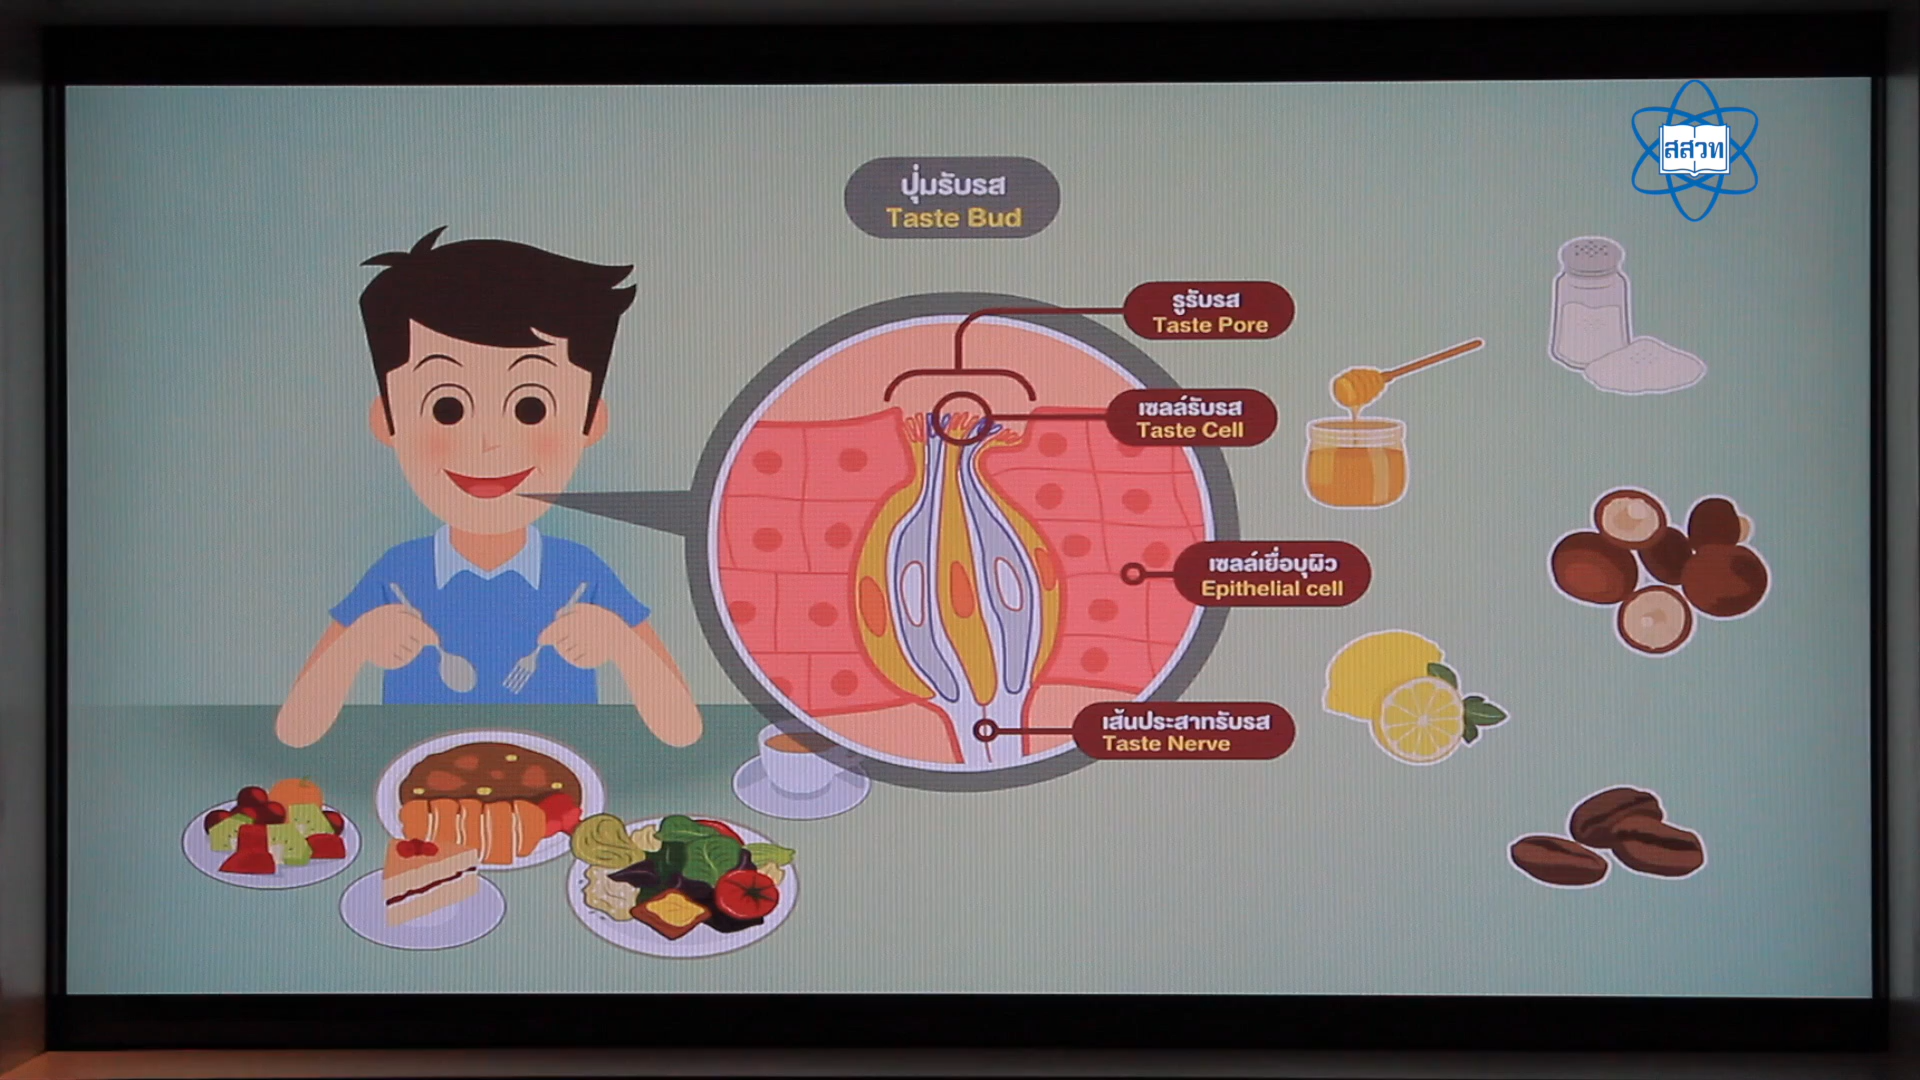 สสวท
ปุ่มรับรส
Taste Bud
รูรับรส
Taste Pore
เซลล์รับรส
Taste Cell
เซลล์เยื่อบุผิว
Epithelial cell
เส้นประสาทรับรส
Taste Nerve